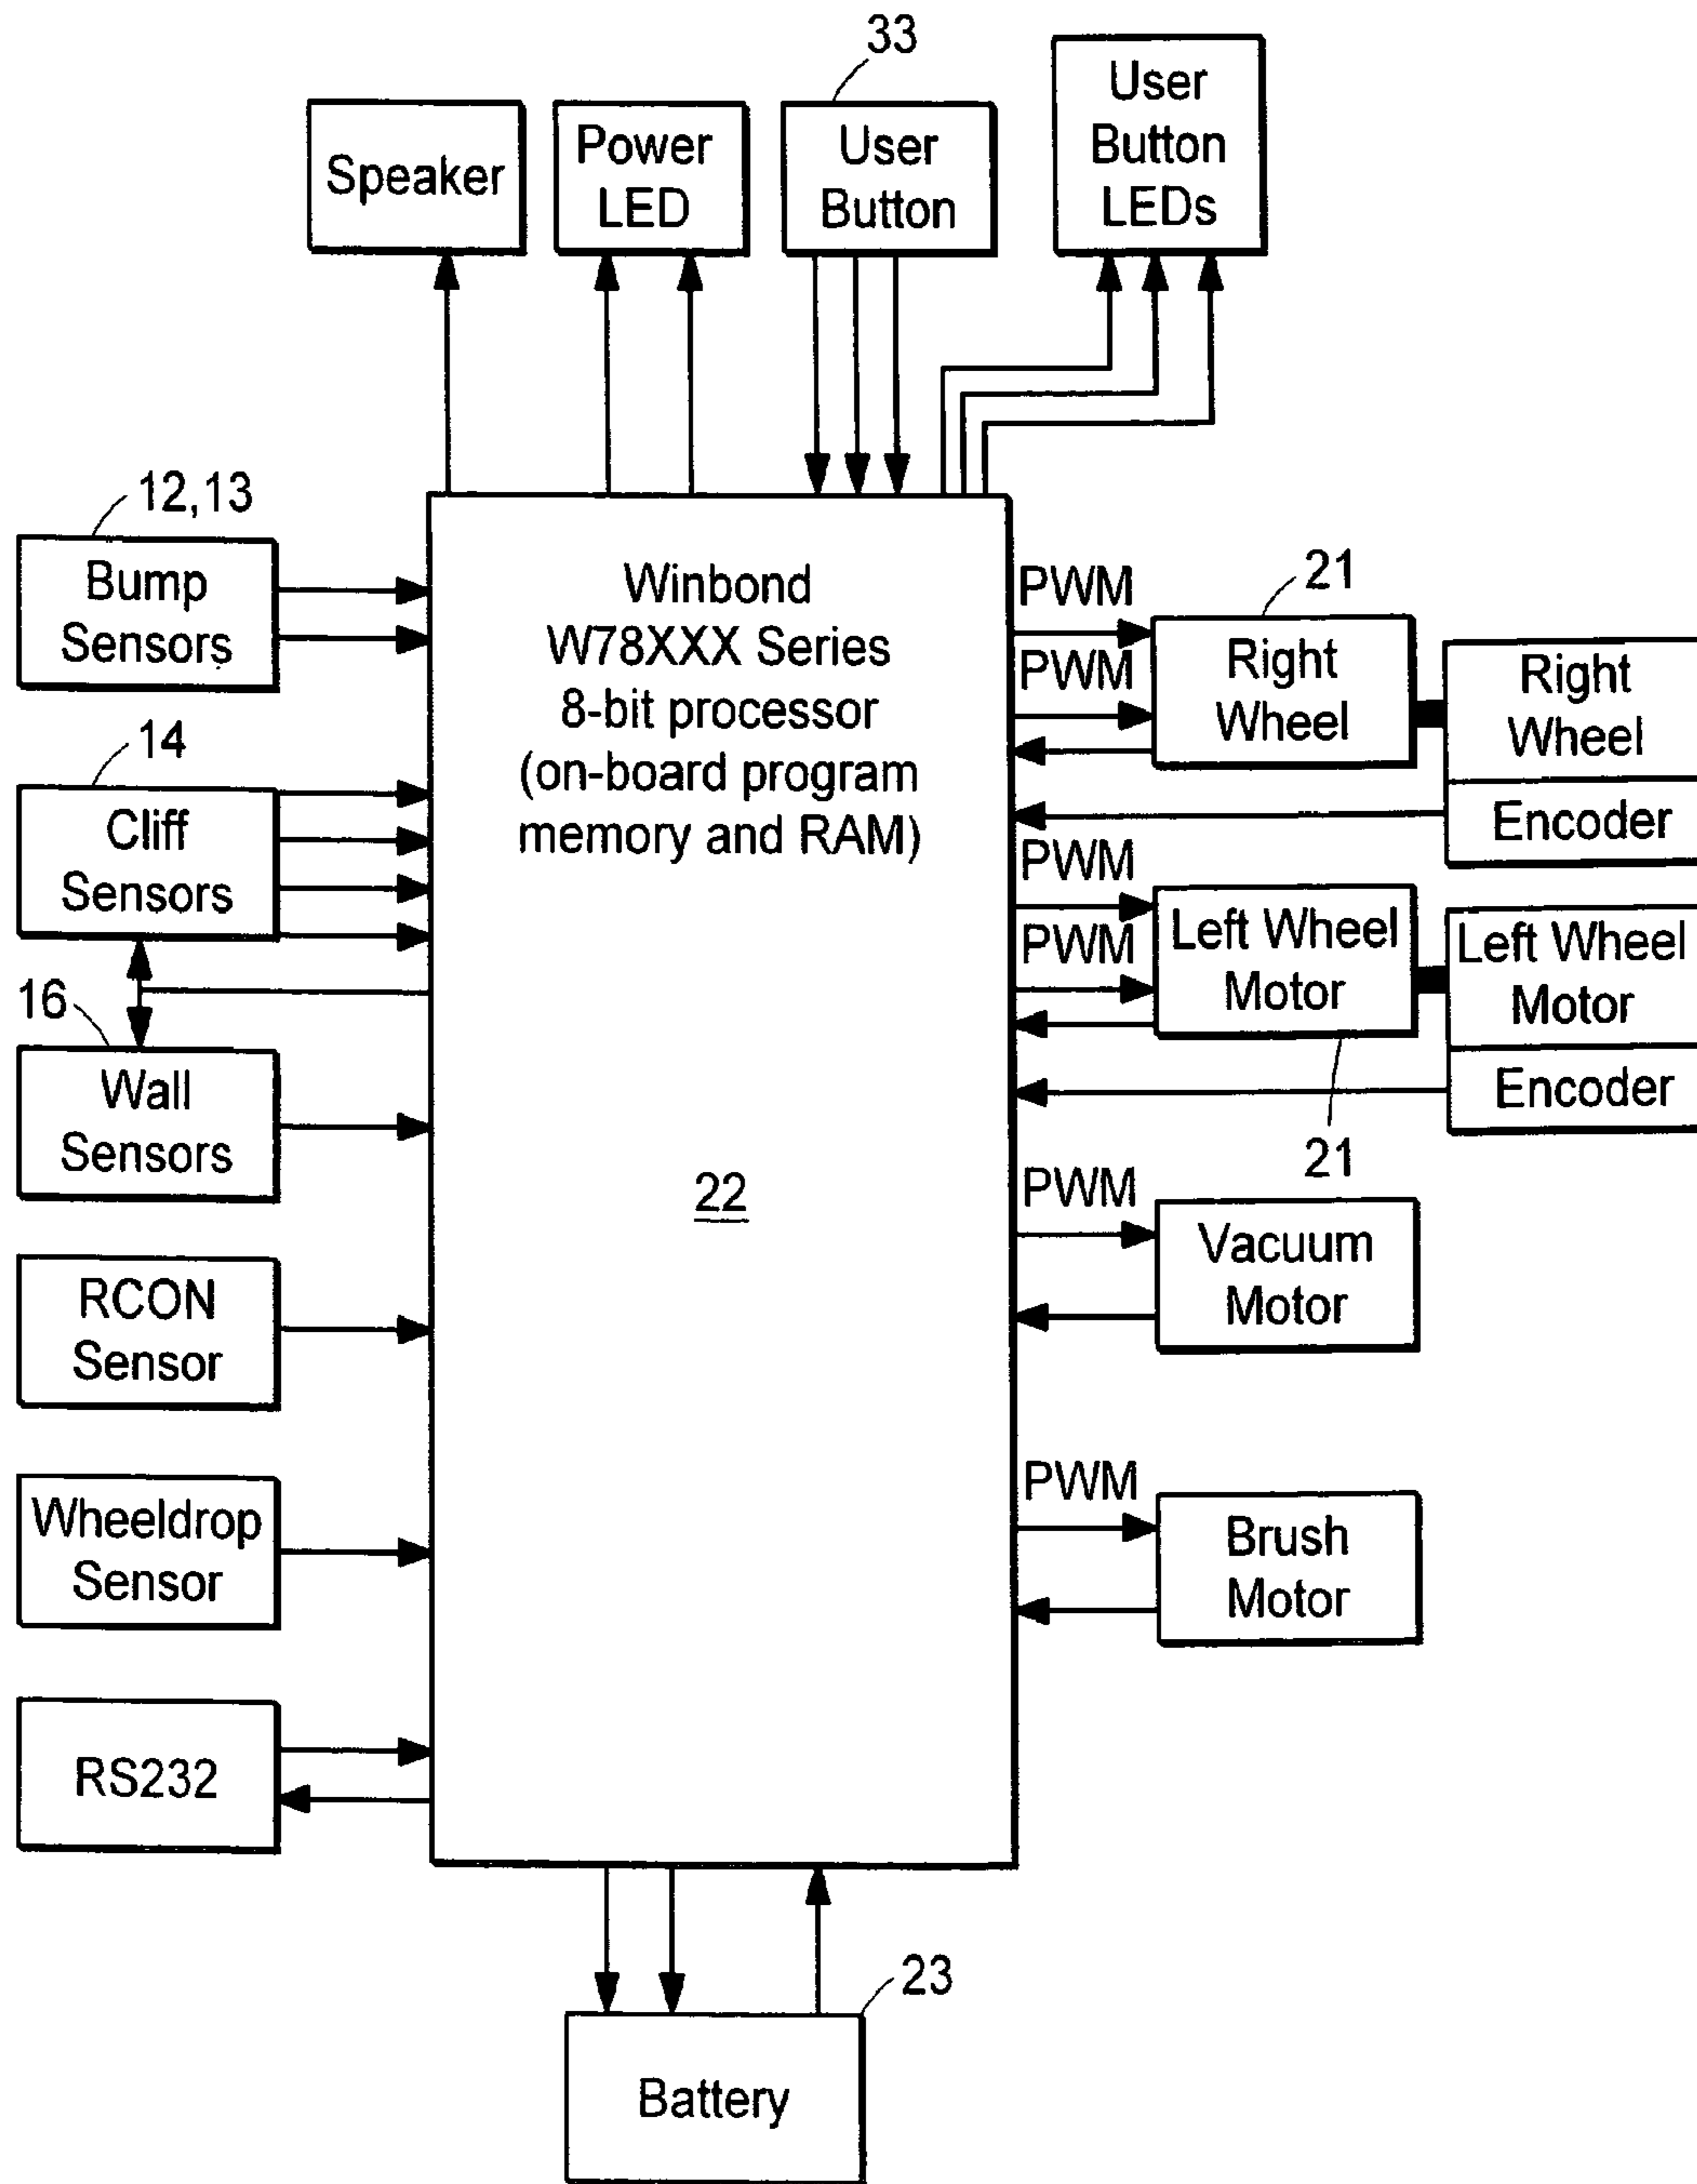 33
User
Button
LEDs
Speaker
Power
LED
User
Button
12,13
Bump
Sensors
14
Cliff
Sensors
16
Wall
Sensors
RCON
Sensor
Wheeldrop
Sensor
RS232
Winbond
W78XXX Series
8-bit processor
(on-board program
memory and RAM)
22
PWM
PWM
21
Right
Wheel
Right
Wheel
Encoder
PWM
PWM
Left Wheel
Motor
21
Left Wheel
Motor
Encoder
PWM
Vacuum
Motor
PWM
Brush
Motor
23
Battery